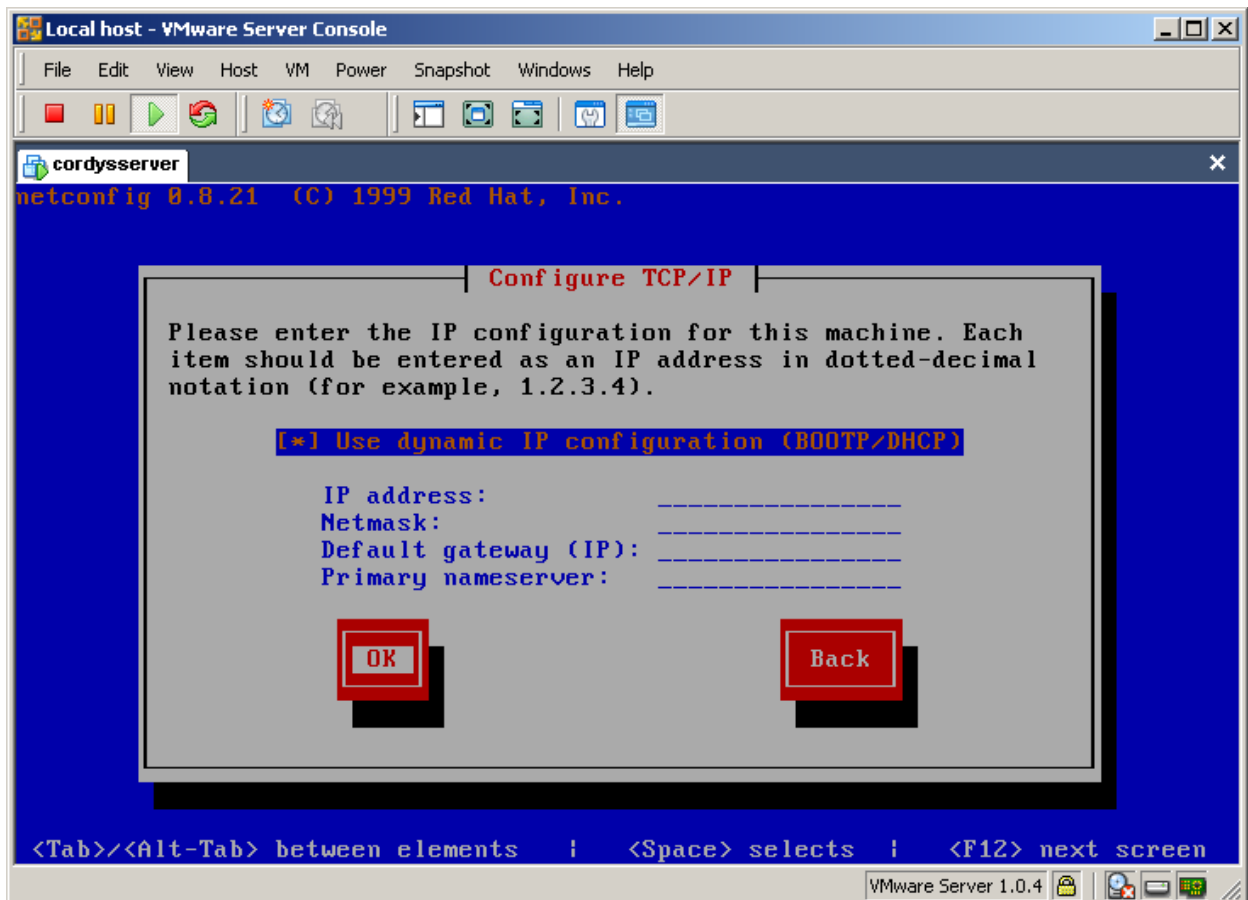 Local host - VMware Server Console
File Edit View Host VM Power Snapshot Windows Help
cordysserver
netconfig 0.8.21 (C) 1999 Red Hat, Inc.
Configure TCP/IP
Please enter the IP configuration for this machine. Each
item should be entered as an IP address in dotted-decimal
notation (for example, 1.2.3.4).
[*] Use dynamic IP configuration (BOOTP/DHCP)
IP address: ________________
Netmask: ________________
Default gateway (IP): ________________
Primary nameserver: ________________
OK Back
<Tab>/<Alt-Tab> between elements | <Space> selects | <F12> next screen
VMware Server 1.0.4